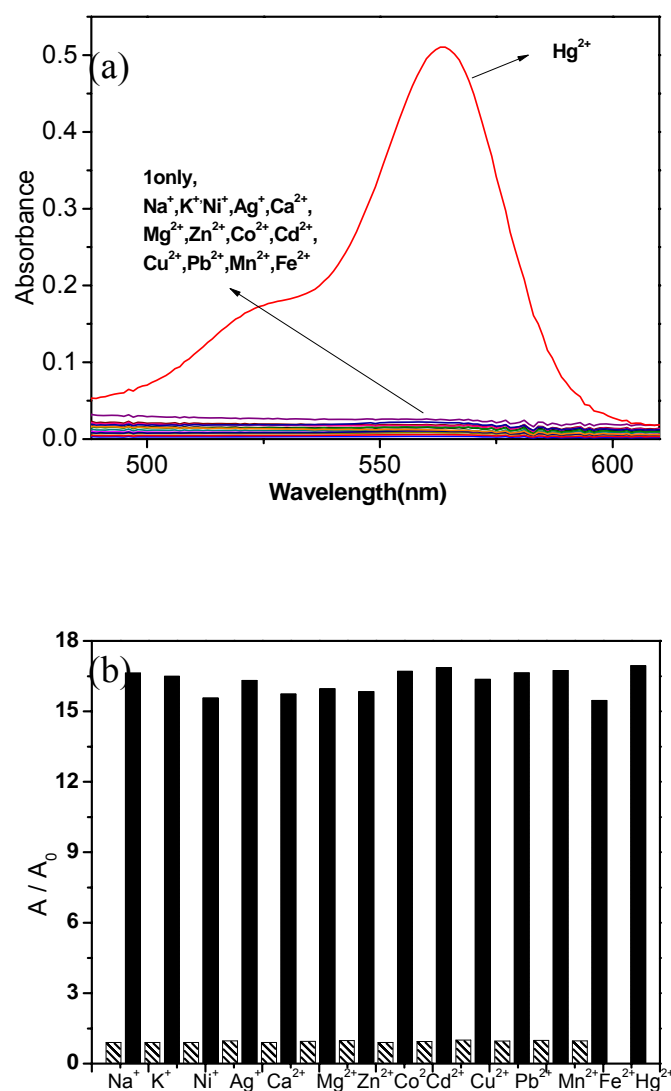 (a)
Hg²⁺
1only,
Na⁺,K⁺,Ni⁺,Ag⁺,Ca²⁺,
Mg²⁺,Zn²⁺,Co²⁺,Cd²⁺,
Cu²⁺,Pb²⁺,Mn²⁺,Fe²⁺
Absorbance
0.5
0.4
0.3
0.2
0.1
0.0
500 550 600
Wavelength(nm)
(b)
A / A₀
18
15
12
9
6
3
0
Na⁺ K⁺ Ni⁺ Ag⁺ Ca²⁺ Mg²⁺ Zn²⁺ Co²⁺ Cd²⁺ Cu²⁺ Pb²⁺ Mn²⁺ Fe²⁺ Hg²⁺